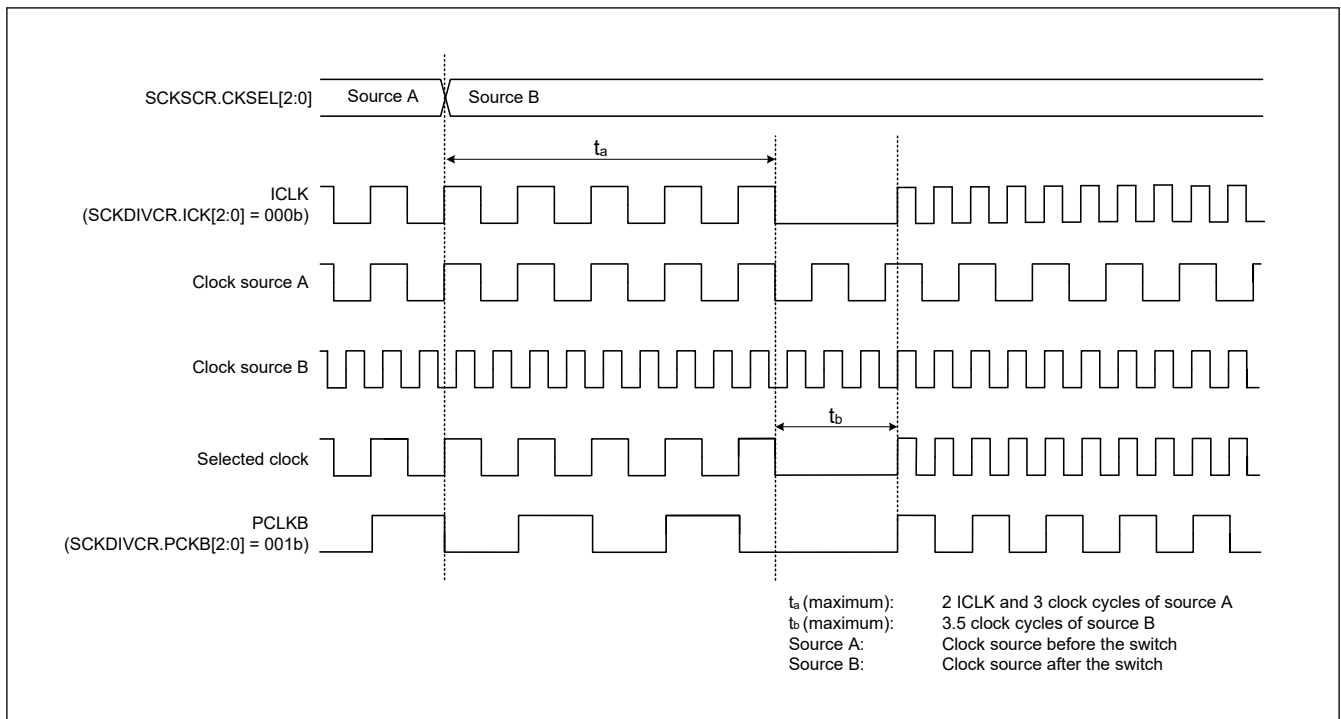 SCKSCR.CKSEL[2:0]
Source A
Source B
ta
ICLK
(SCKDIVCR.ICK[2:0] = 000b)
Clock source A
Clock source B
tb
Selected clock
PCLKB
(SCKDIVCR.PCKB[2:0] = 001b)
ta (maximum): 2 ICLK and 3 clock cycles of source A
tb (maximum): 3.5 clock cycles of source B
Source A: Clock source before the switch
Source B: Clock source after the switch